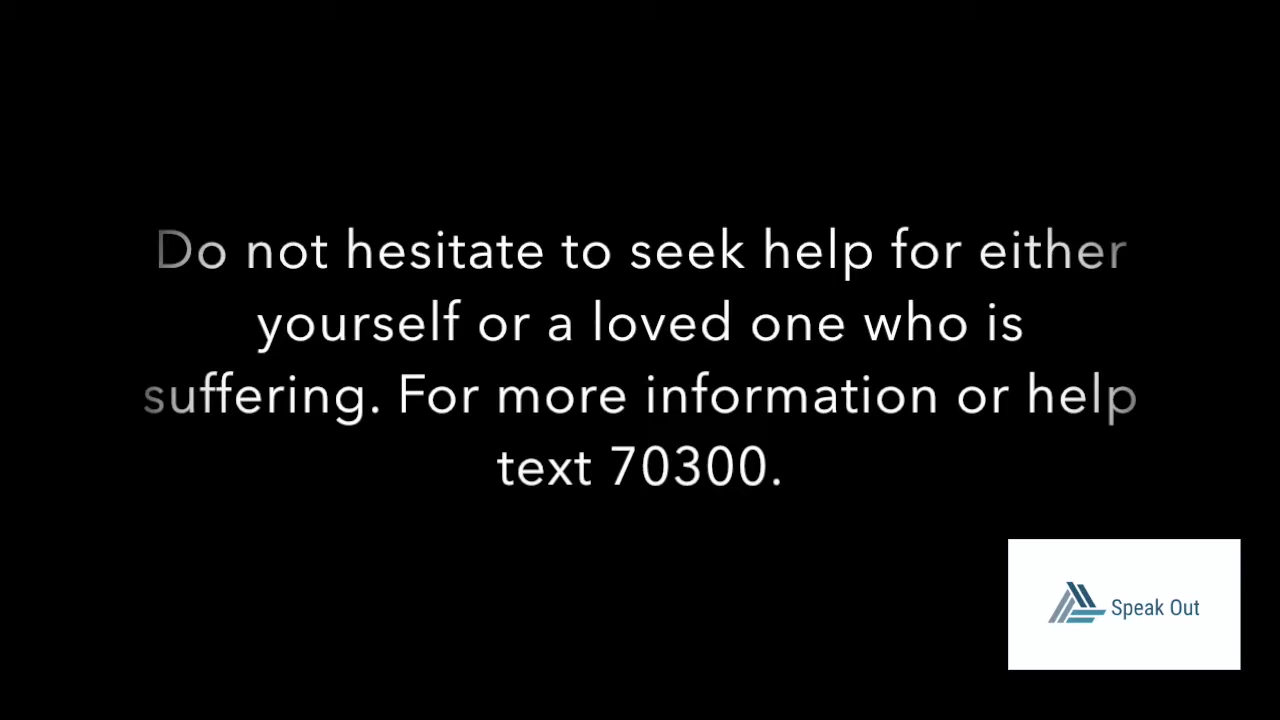 Do not hesitate to seek help for either
yourself or a loved one who is
suffering. For more information or help
text 70300.
Speak Out